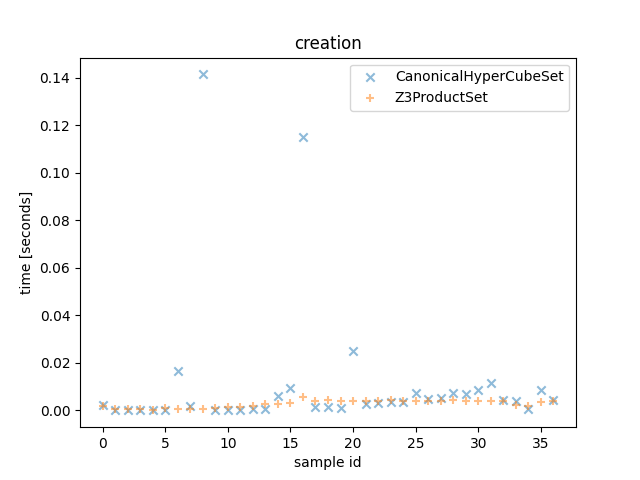 creation
CanonicalHyperCubeSet
Z3ProductSet
time [seconds]
0.14
0.12
0.10
0.08
0.06
0.04
0.02
0.00
0 5 10 15 20 25 30 35
sample id